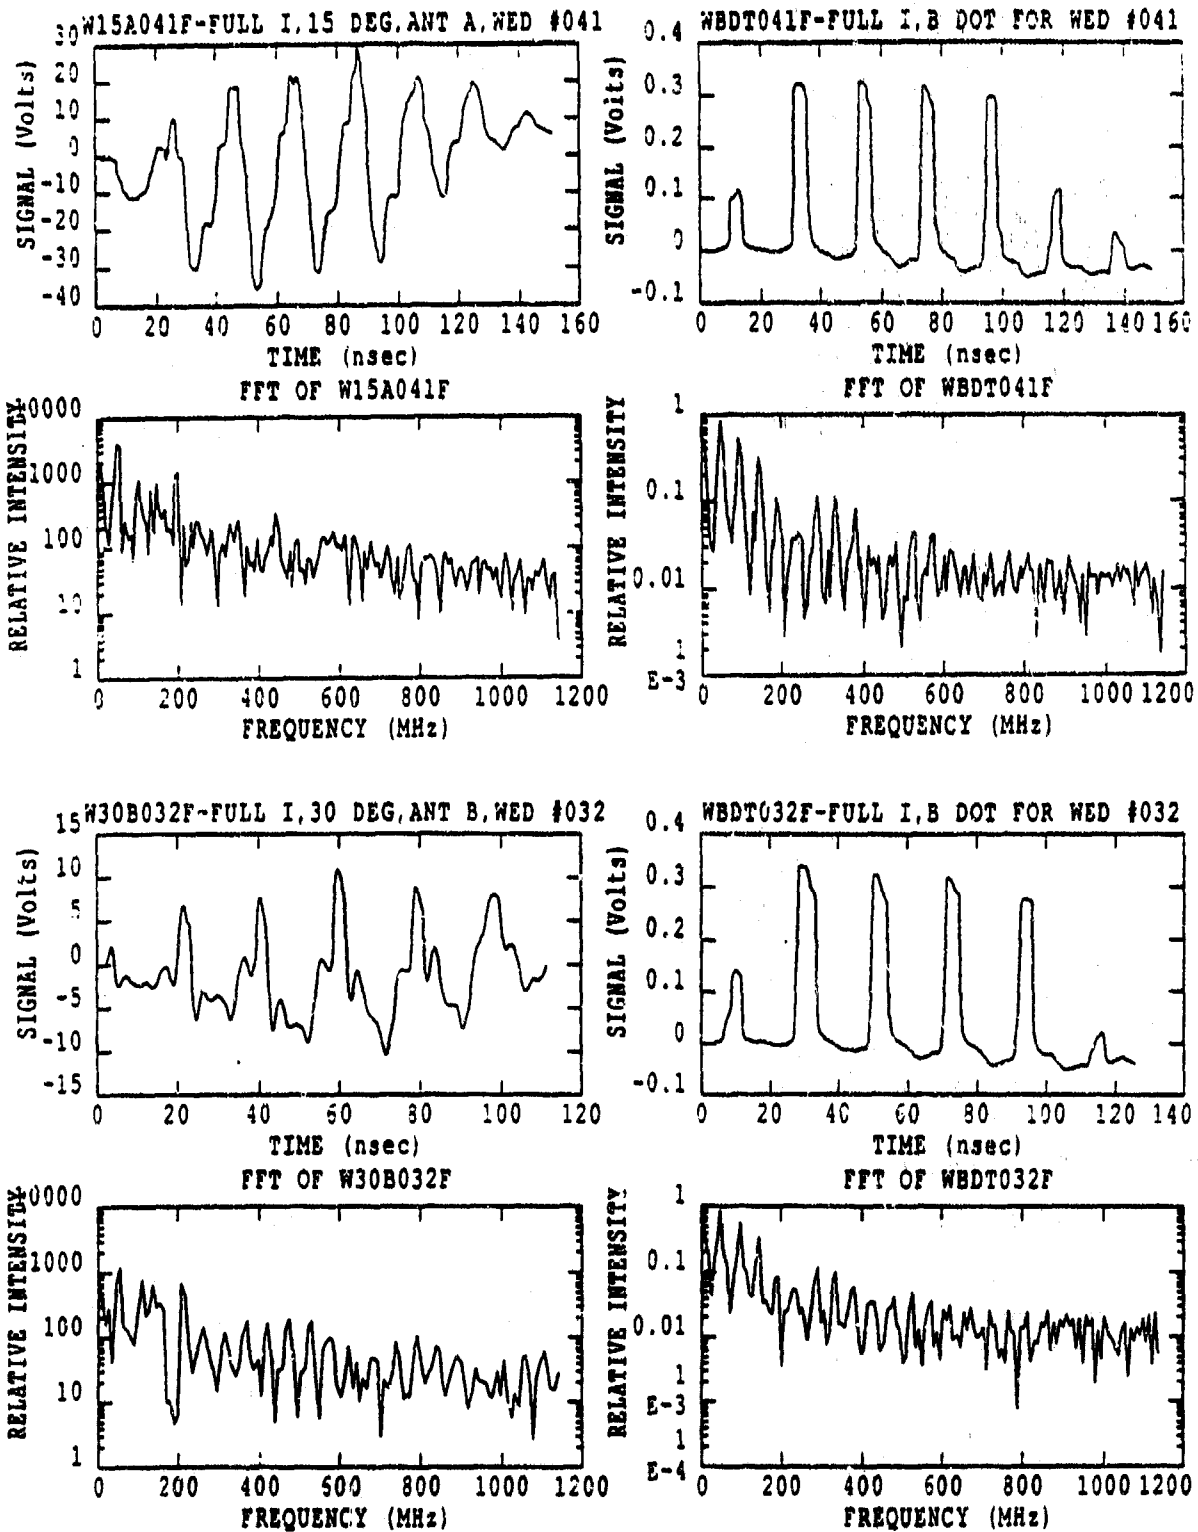 W15A041F-FULL I,15 DEG,ANT A,WED #041
SIGNAL (Volts)
30
20
10
0
-10
-20
-30
-40
0 20 40 60 80 100 120 140 160
TIME (nsec)
WBDT041F-FULL I,B DOT FOR WED #041
SIGNAL (Volts)
0.4
0.3
0.2
0.1
0
-0.1
0 20 40 60 80 100 120 140 160
TIME (nsec)
FFT OF W15A041F
RELATIVE INTENSITY
0000
1000
100
10
1
0 200 400 600 800 1000 1200
FREQUENCY (MHz)
FFT OF WBDT041F
RELATIVE INTENSITY
1
0.1
0.01
1
E-3
0 200 400 600 800 1000 1200
FREQUENCY (MHz)
W30B032F-FULL I,30 DEG,ANT B,WED #032
SIGNAL (Volts)
15
10
5
0
-5
-10
-15
0 20 40 60 80 100 120
TIME (nsec)
WBDT032F-FULL I,B DOT FOR WED #032
SIGNAL (Volts)
0.4
0.3
0.2
0.1
0
-0.1
0 20 40 60 80 100 120 140
TIME (nsec)
FFT OF W30B032F
RELATIVE INTENSITY
0000
1000
100
10
1
0 200 400 600 800 1000 1200
FREQUENCY (MHz)
FFT OF WBDT032F
RELATIVE INTENSITY
1
0.1
0.01
1
E-3
1
E-4
0 200 400 600 800 1000 1200
FREQUENCY (MHz)